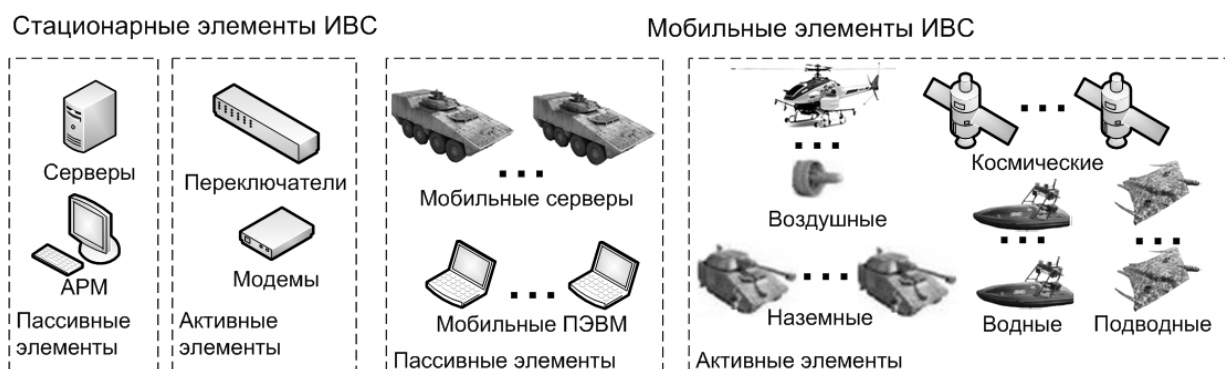 Стационарные элементы ИВС
Мобильные элементы ИВС
Серверы
АРМ
Пассивные
элементы
Переключатели
Модемы
Активные
элементы
Мобильные серверы
Мобильные ПЭВМ
Пассивные элементы
Воздушные
Космические
Наземные
Водные
Подводные
Активные элементы